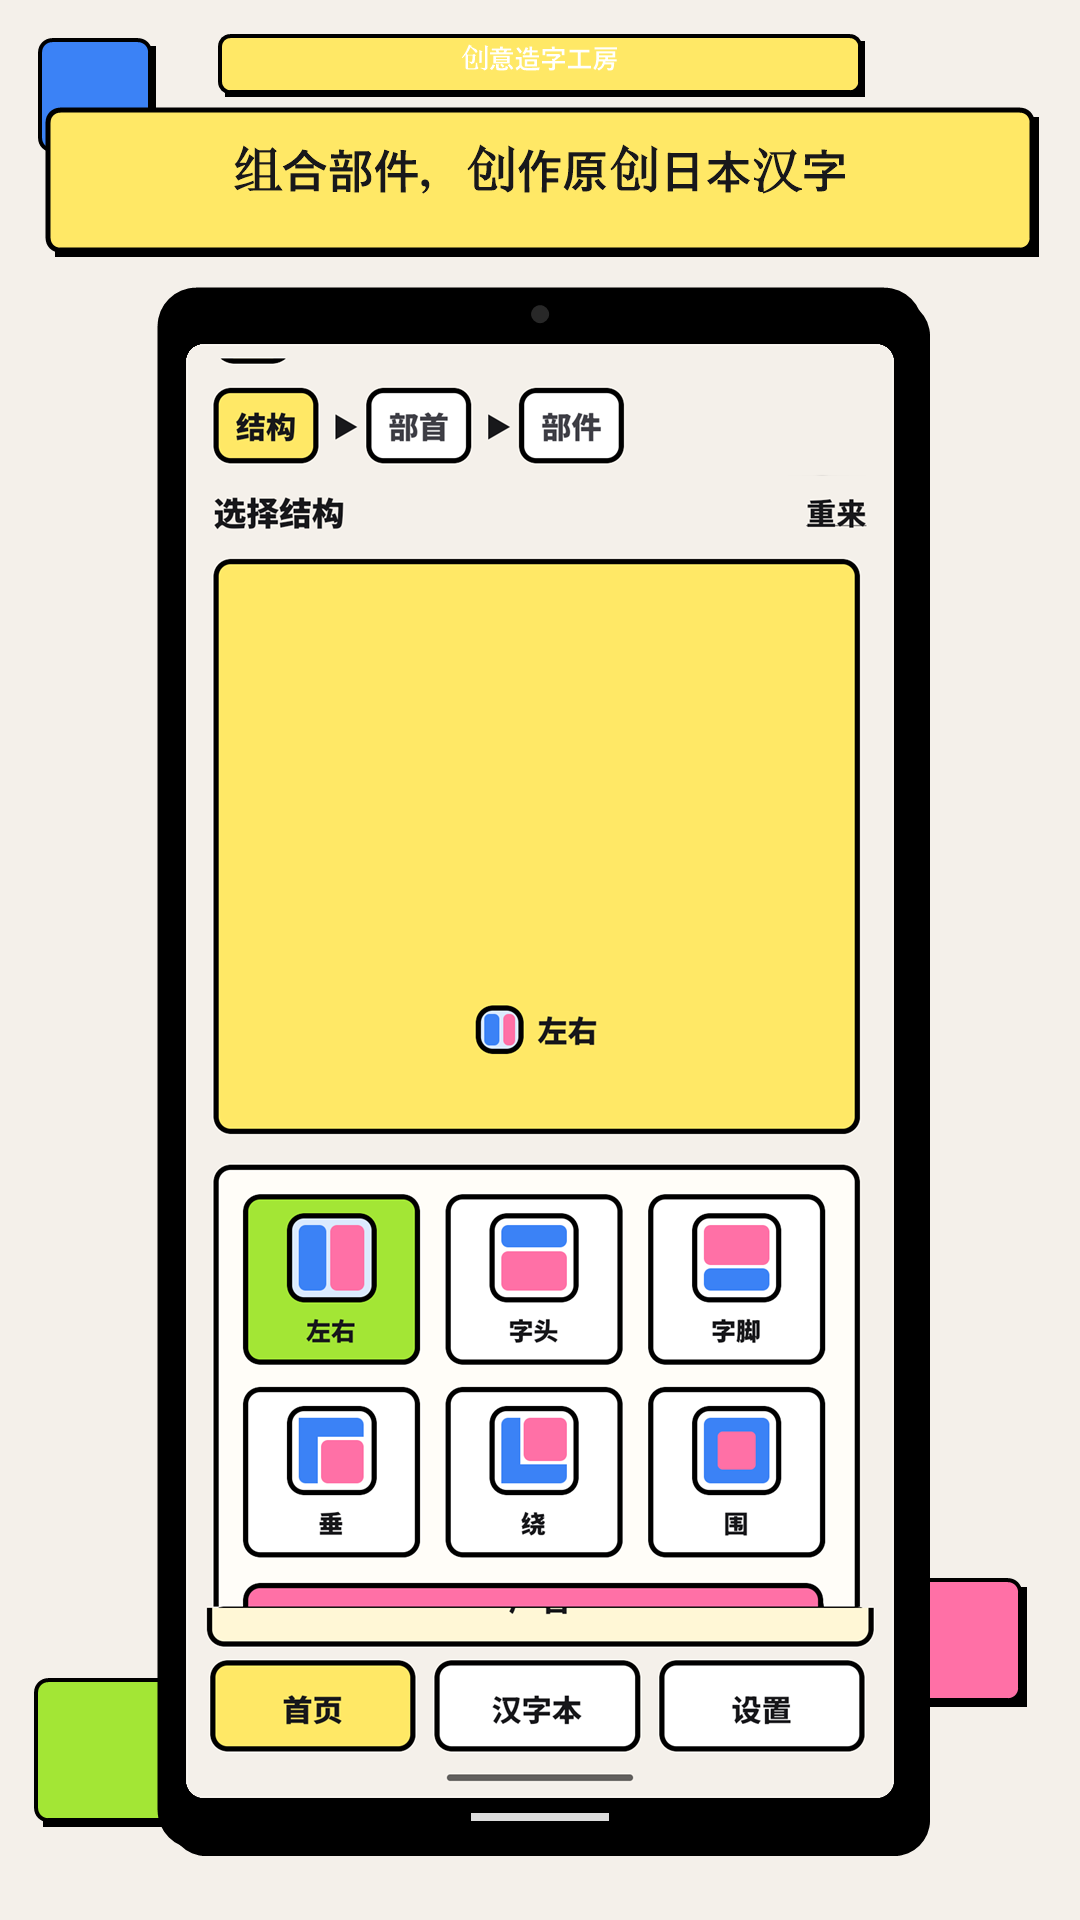 创意造字工房
组合部件，创作原创日本汉字
结构 ▶ 部首 ▶ 部件
选择结构 重来
左右
左右 字头 字脚
垂 绕 围
首页 汉字本 设置